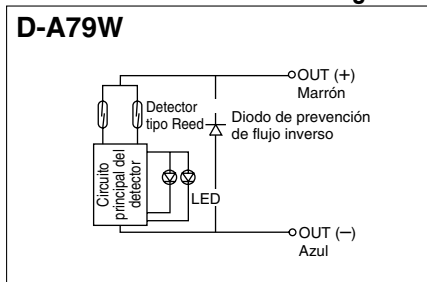 D-A79W
OUT (+)
Marrón
Detector
tipo Reed
Diodo de prevención
de flujo inverso
Circuito
principal del
detector
LED
OUT (–)
Azul